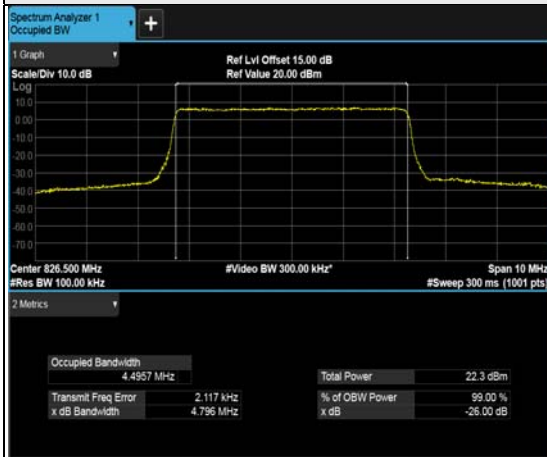 Spectrum Analyzer 1
Occupied BW
+
1 Graph
Scale/Div 10.0 dB
Ref Lvl Offset 15.00 dB
Ref Value 20.00 dBm
Log
10.0
0.00
-10.0
-20.0
-30.0
-40.0
-50.0
-60.0
-70.0
Center 826.500 MHz
#Video BW 300.00 kHz*
Span 10 MHz
#Res BW 100.00 kHz
#Sweep 300 ms (1001 pts)
2 Metrics
Occupied Bandwidth
4.4957 MHz
Total Power 22.3 dBm
Transmit Freq Error 2.117 kHz
% of OBW Power 99.00 %
x dB Bandwidth 4.796 MHz
x dB -26.00 dB